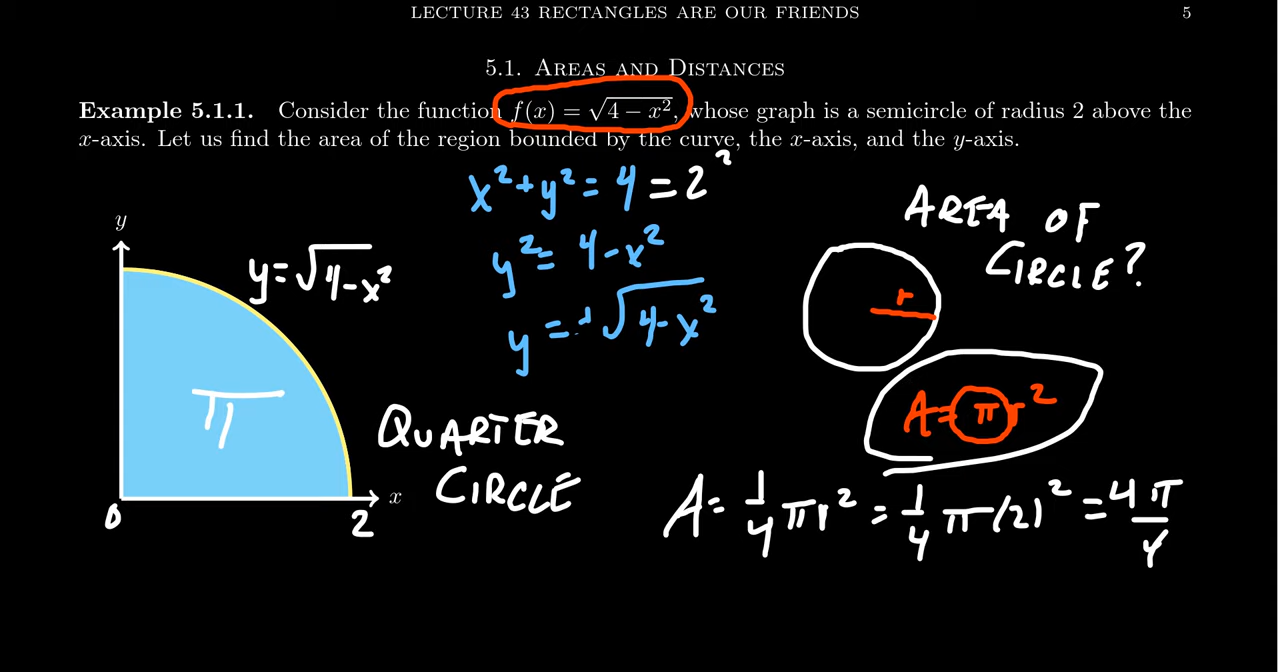 LECTURE 43 RECTANGLES ARE OUR FRIENDS 5
5.1. AREAS AND DISTANCES
Example 5.1.1. Consider the function f(x) = √(4 − x²), whose graph is a semicircle of radius 2 above the
x-axis. Let us find the area of the region bounded by the curve, the x-axis, and the y-axis.
x² + y² = 4 = 2²
y² = 4 - x²
y = ±√(4 - x²)
y
y = √(4 - x²)
π
0
2
x
QUARTER
CIRCLE
AREA OF
CIRCLE?
r
A = πr²
A = 1/4 πr² = 1/4 π(2)² = 4π/4